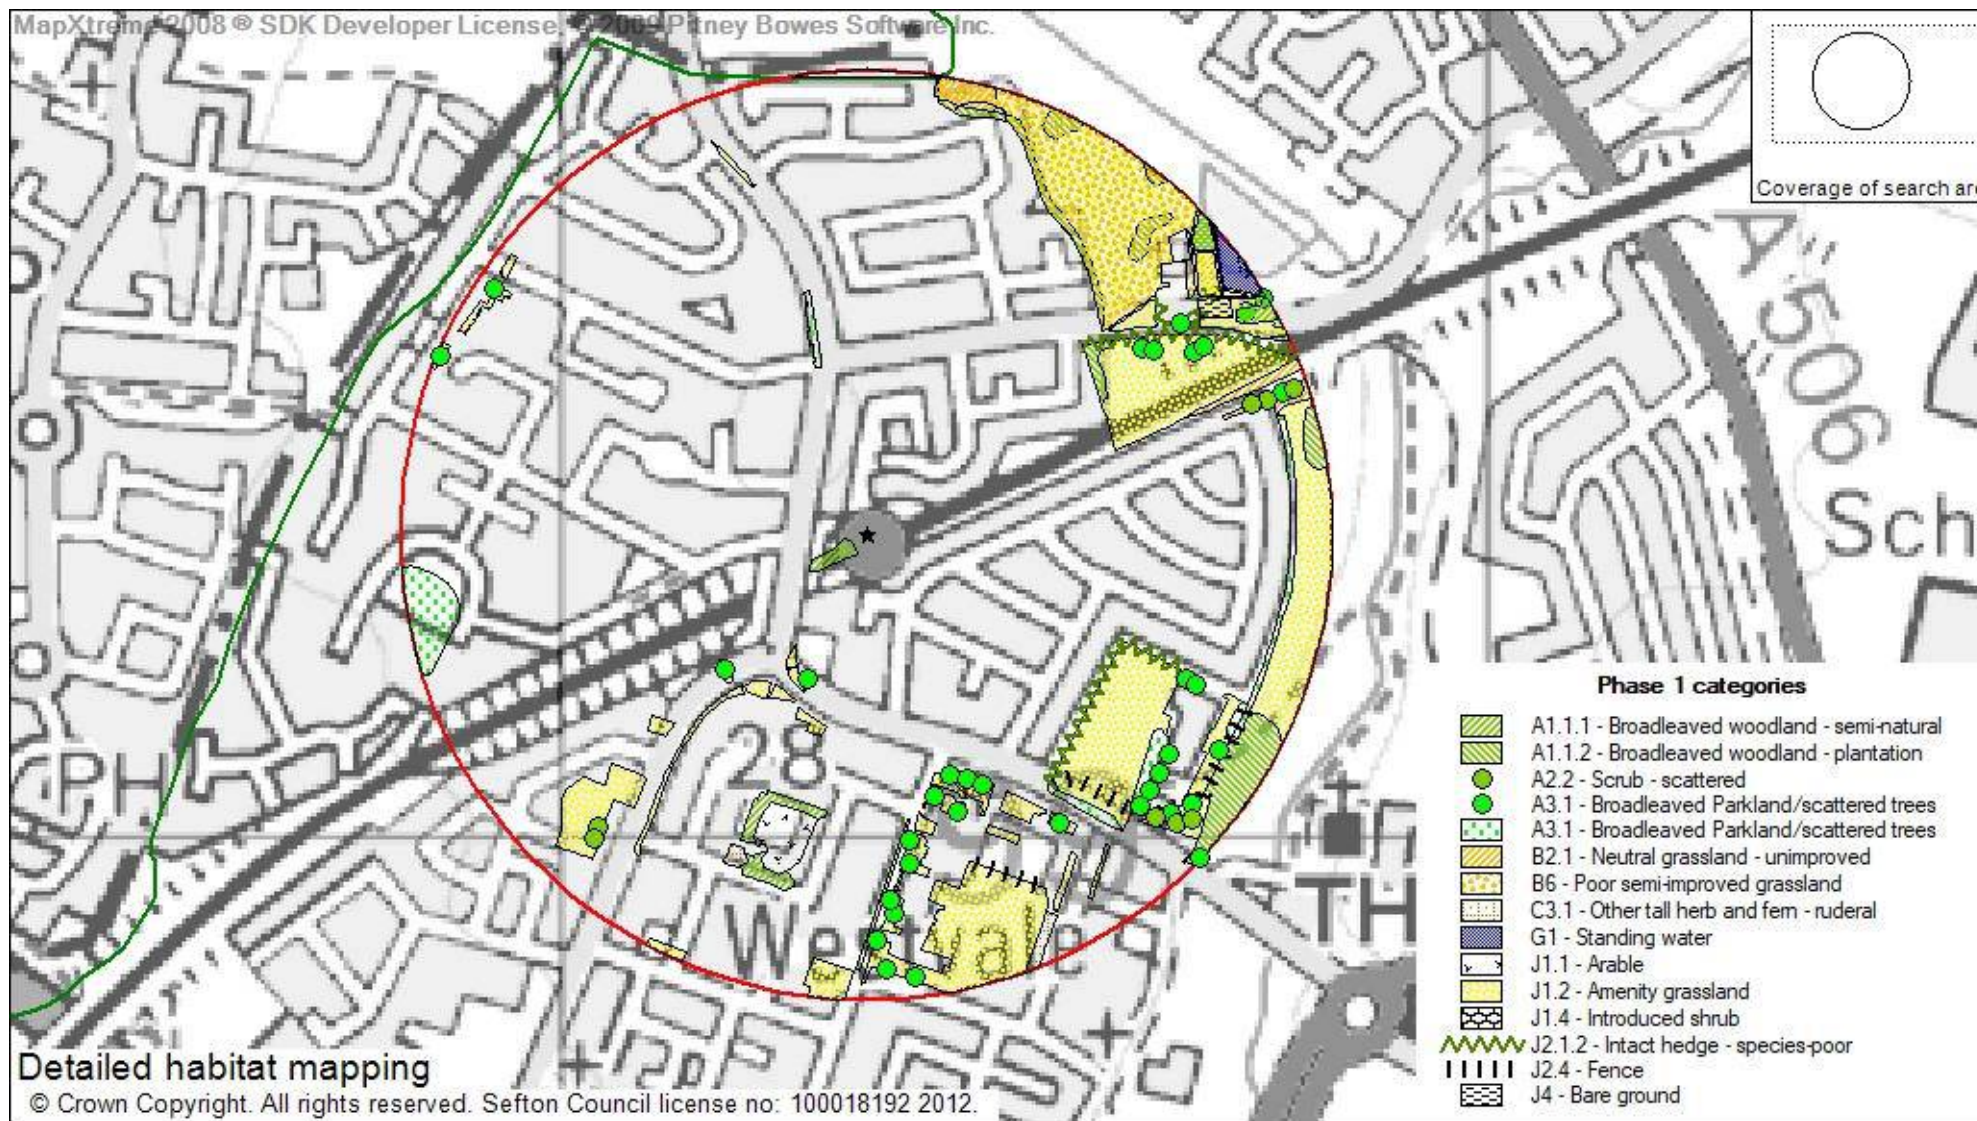 MapXtreme 2008 ® SDK Developer License. © 2009 Pitney Bowes Software Inc.
Coverage of search are
A506
Sch
PH
28
Westvale
TH
Phase 1 categories
A1.1.1 - Broadleaved woodland - semi-natural
A1.1.2 - Broadleaved woodland - plantation
A2.2 - Scrub - scattered
A3.1 - Broadleaved Parkland/scattered trees
A3.1 - Broadleaved Parkland/scattered trees
B2.1 - Neutral grassland - unimproved
B6 - Poor semi-improved grassland
C3.1 - Other tall herb and fern - ruderal
G1 - Standing water
J1.1 - Arable
J1.2 - Amenity grassland
J1.4 - Introduced shrub
J2.1.2 - Intact hedge - species-poor
J2.4 - Fence
J4 - Bare ground
Detailed habitat mapping
© Crown Copyright. All rights reserved. Sefton Council license no: 100018192 2012.